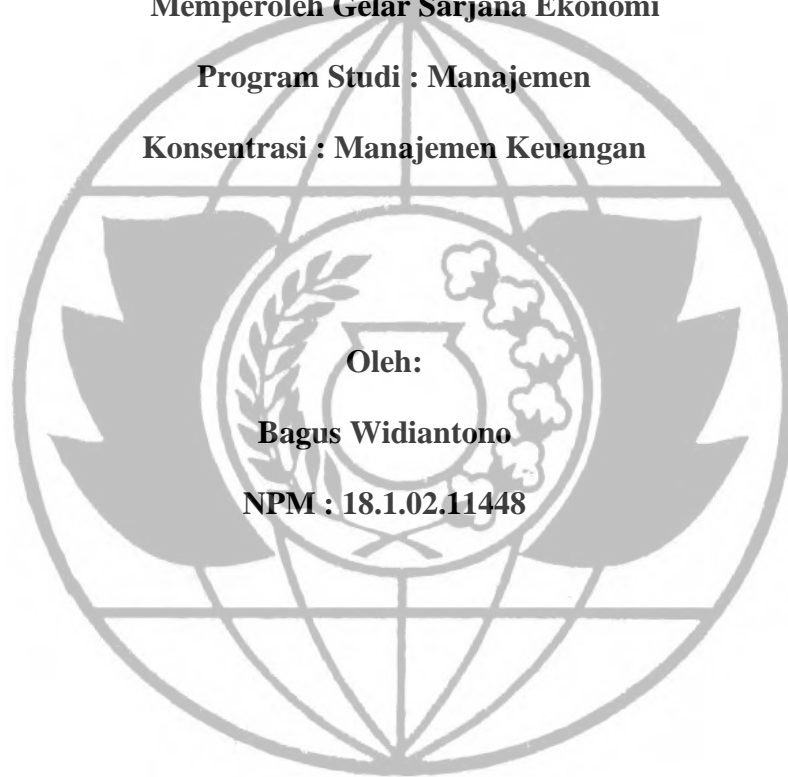 Memperoleh Gelar Sarjana Ekonomi
Program Studi : Manajemen
Konsentrasi : Manajemen Keuangan
Oleh:
Bagus Widiantono
NPM : 18.1.02.11448